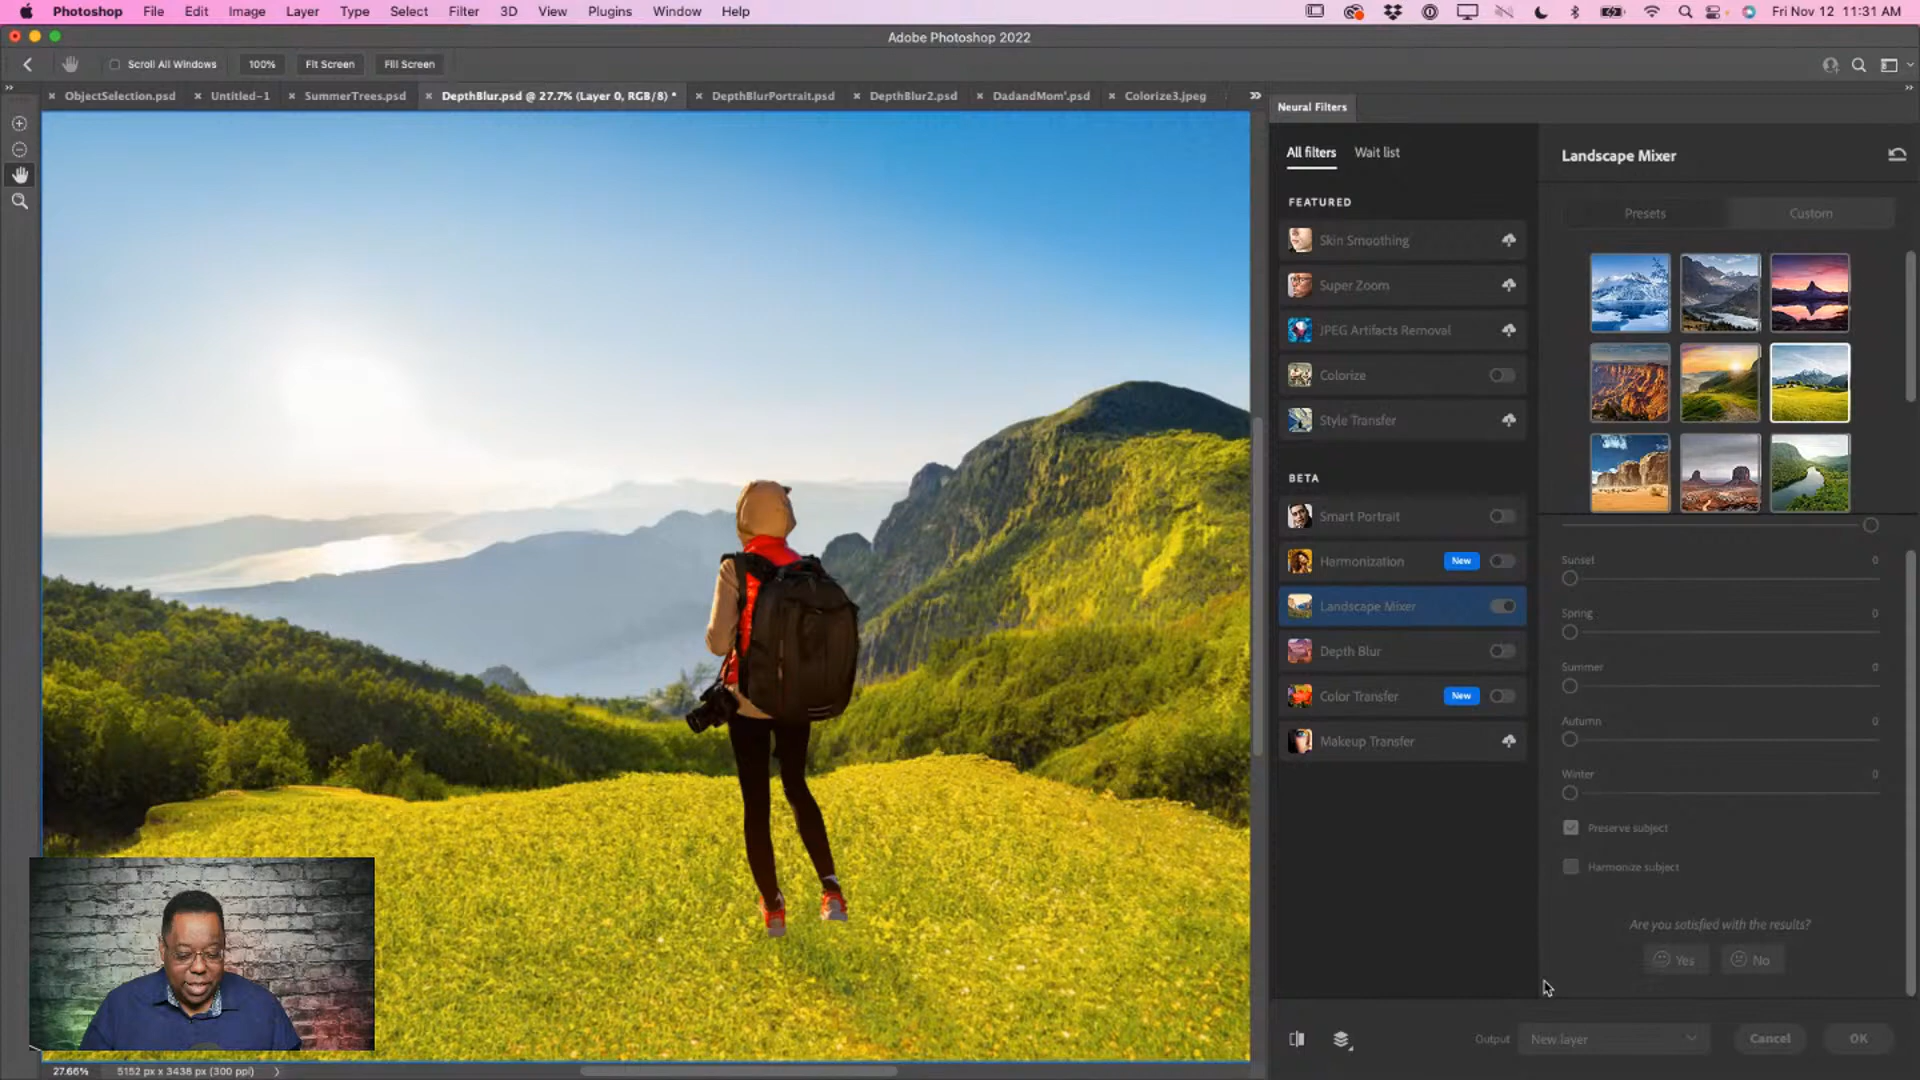 Photoshop File Edit Image Layer Type Select Filter 3D View Plugins Window Help Fri Nov 12 11:31 AM
Adobe Photoshop 2022
Scroll All Windows 100% Fit Screen Fill Screen
ObjectSelection.psd Untitled-1 SummerTrees.psd DepthBlur.psd @ 27.7% (Layer 0, RGB/8) * DepthBlurPortrait.psd DepthBlur2.psd DadandMom'.psd Colorize3.jpeg
Neural Filters
All filters Wait list
FEATURED
Skin Smoothing
Super Zoom
JPEG Artifacts Removal
Colorize
Style Transfer
BETA
Smart Portrait
Harmonization New
Landscape Mixer
Depth Blur
Color Transfer New
Makeup Transfer
Landscape Mixer
Presets Custom
Sunset 0
Spring 0
Summer 0
Autumn 0
Winter 0
Preserve subject
Harmonize subject
Are you satisfied with the results?
Yes No
Output New layer Cancel OK
27.66% 5152 px x 3438 px (300 ppi)